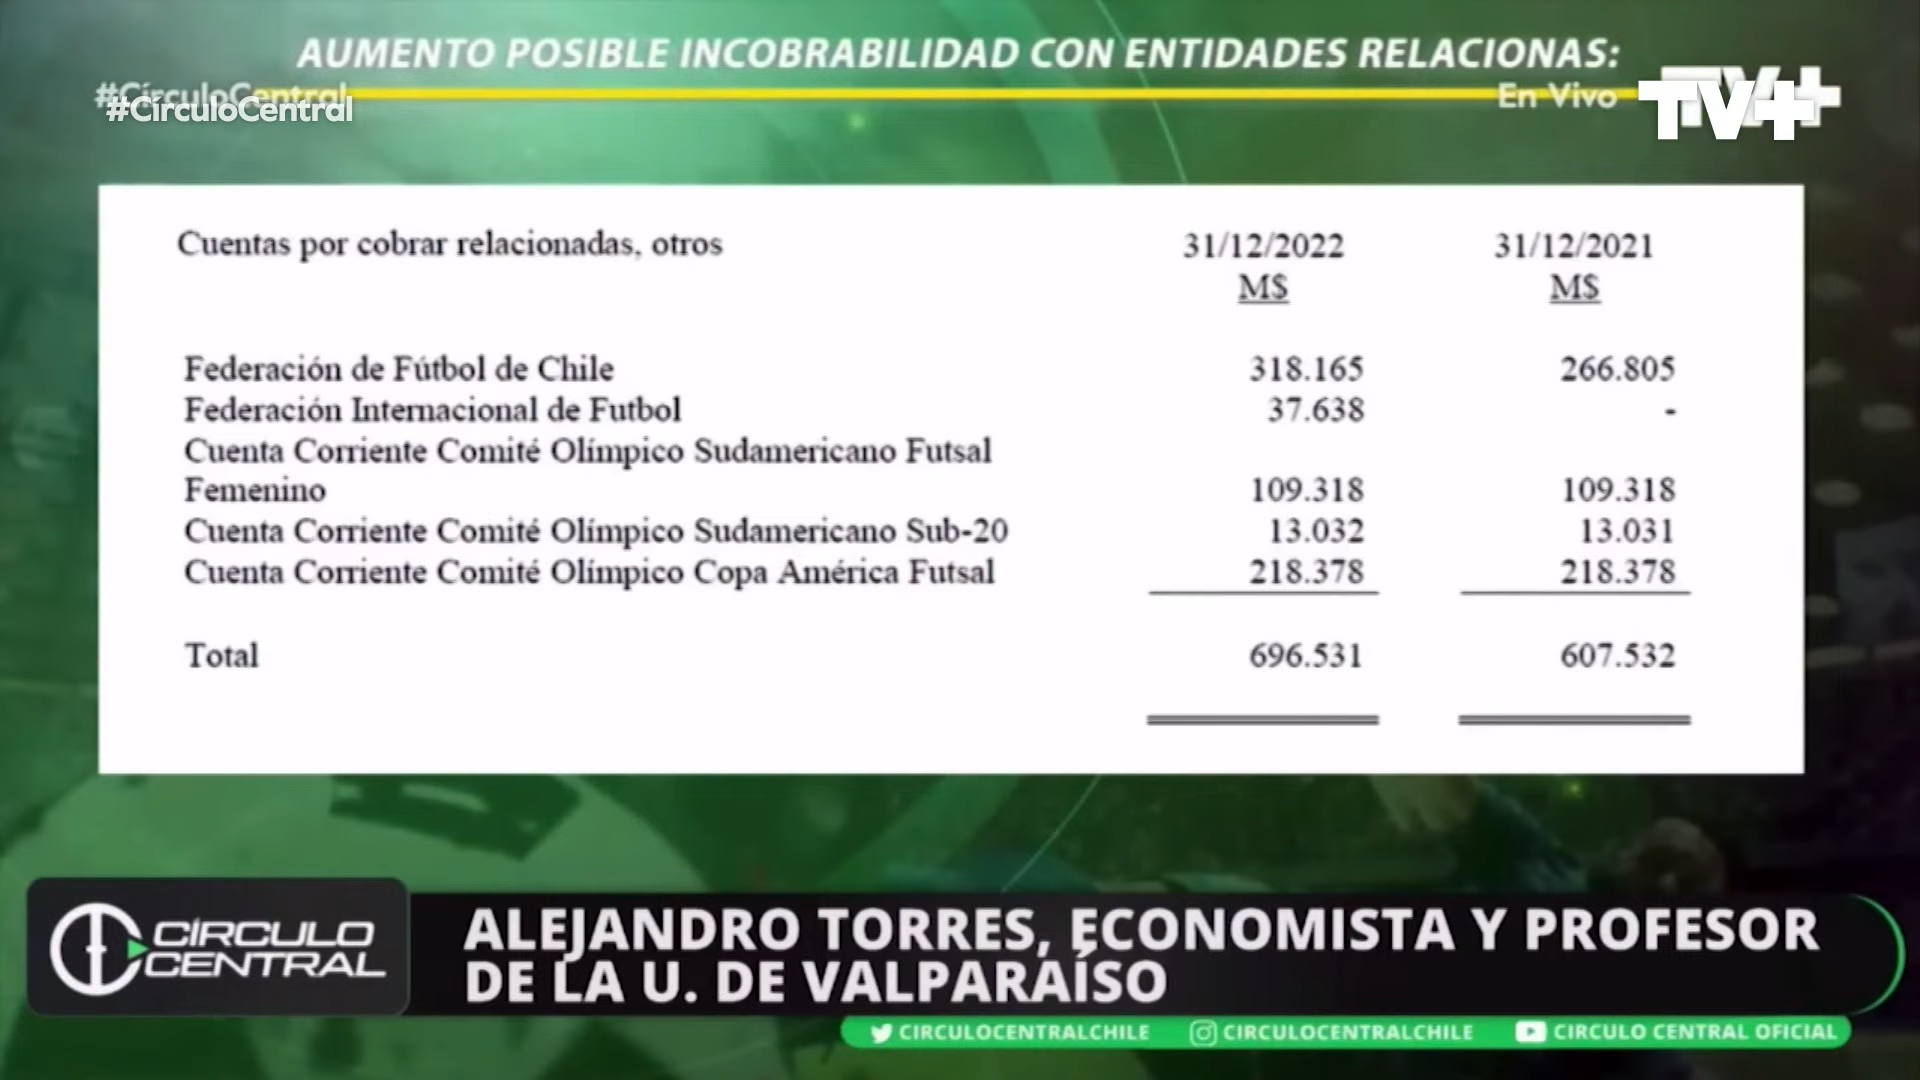 AUMENTO POSIBLE INCOBRABILIDAD CON ENTIDADES RELACIONAS:
#CírculoCentral
#CírculoCentral
En Vivo
TV+
TV+
Cuentas por cobrar relacionadas, otros 31/12/2022 31/12/2021
M$ M$
Federación de Fútbol de Chile 318.165 266.805
Federación Internacional de Futbol 37.638 -
Cuenta Corriente Comité Olímpico Sudamericano Futsal
Femenino 109.318 109.318
Cuenta Corriente Comité Olímpico Sudamericano Sub-20 13.032 13.031
Cuenta Corriente Comité Olímpico Copa América Futsal 218.378 218.378
Total 696.531 607.532
CÍRCULO
CENTRAL
ALEJANDRO TORRES, ECONOMISTA Y PROFESOR
DE LA U. DE VALPARAÍSO
CIRCULOCENTRALCHILE CIRCULOCENTRALCHILE CIRCULO CENTRAL OFICIAL